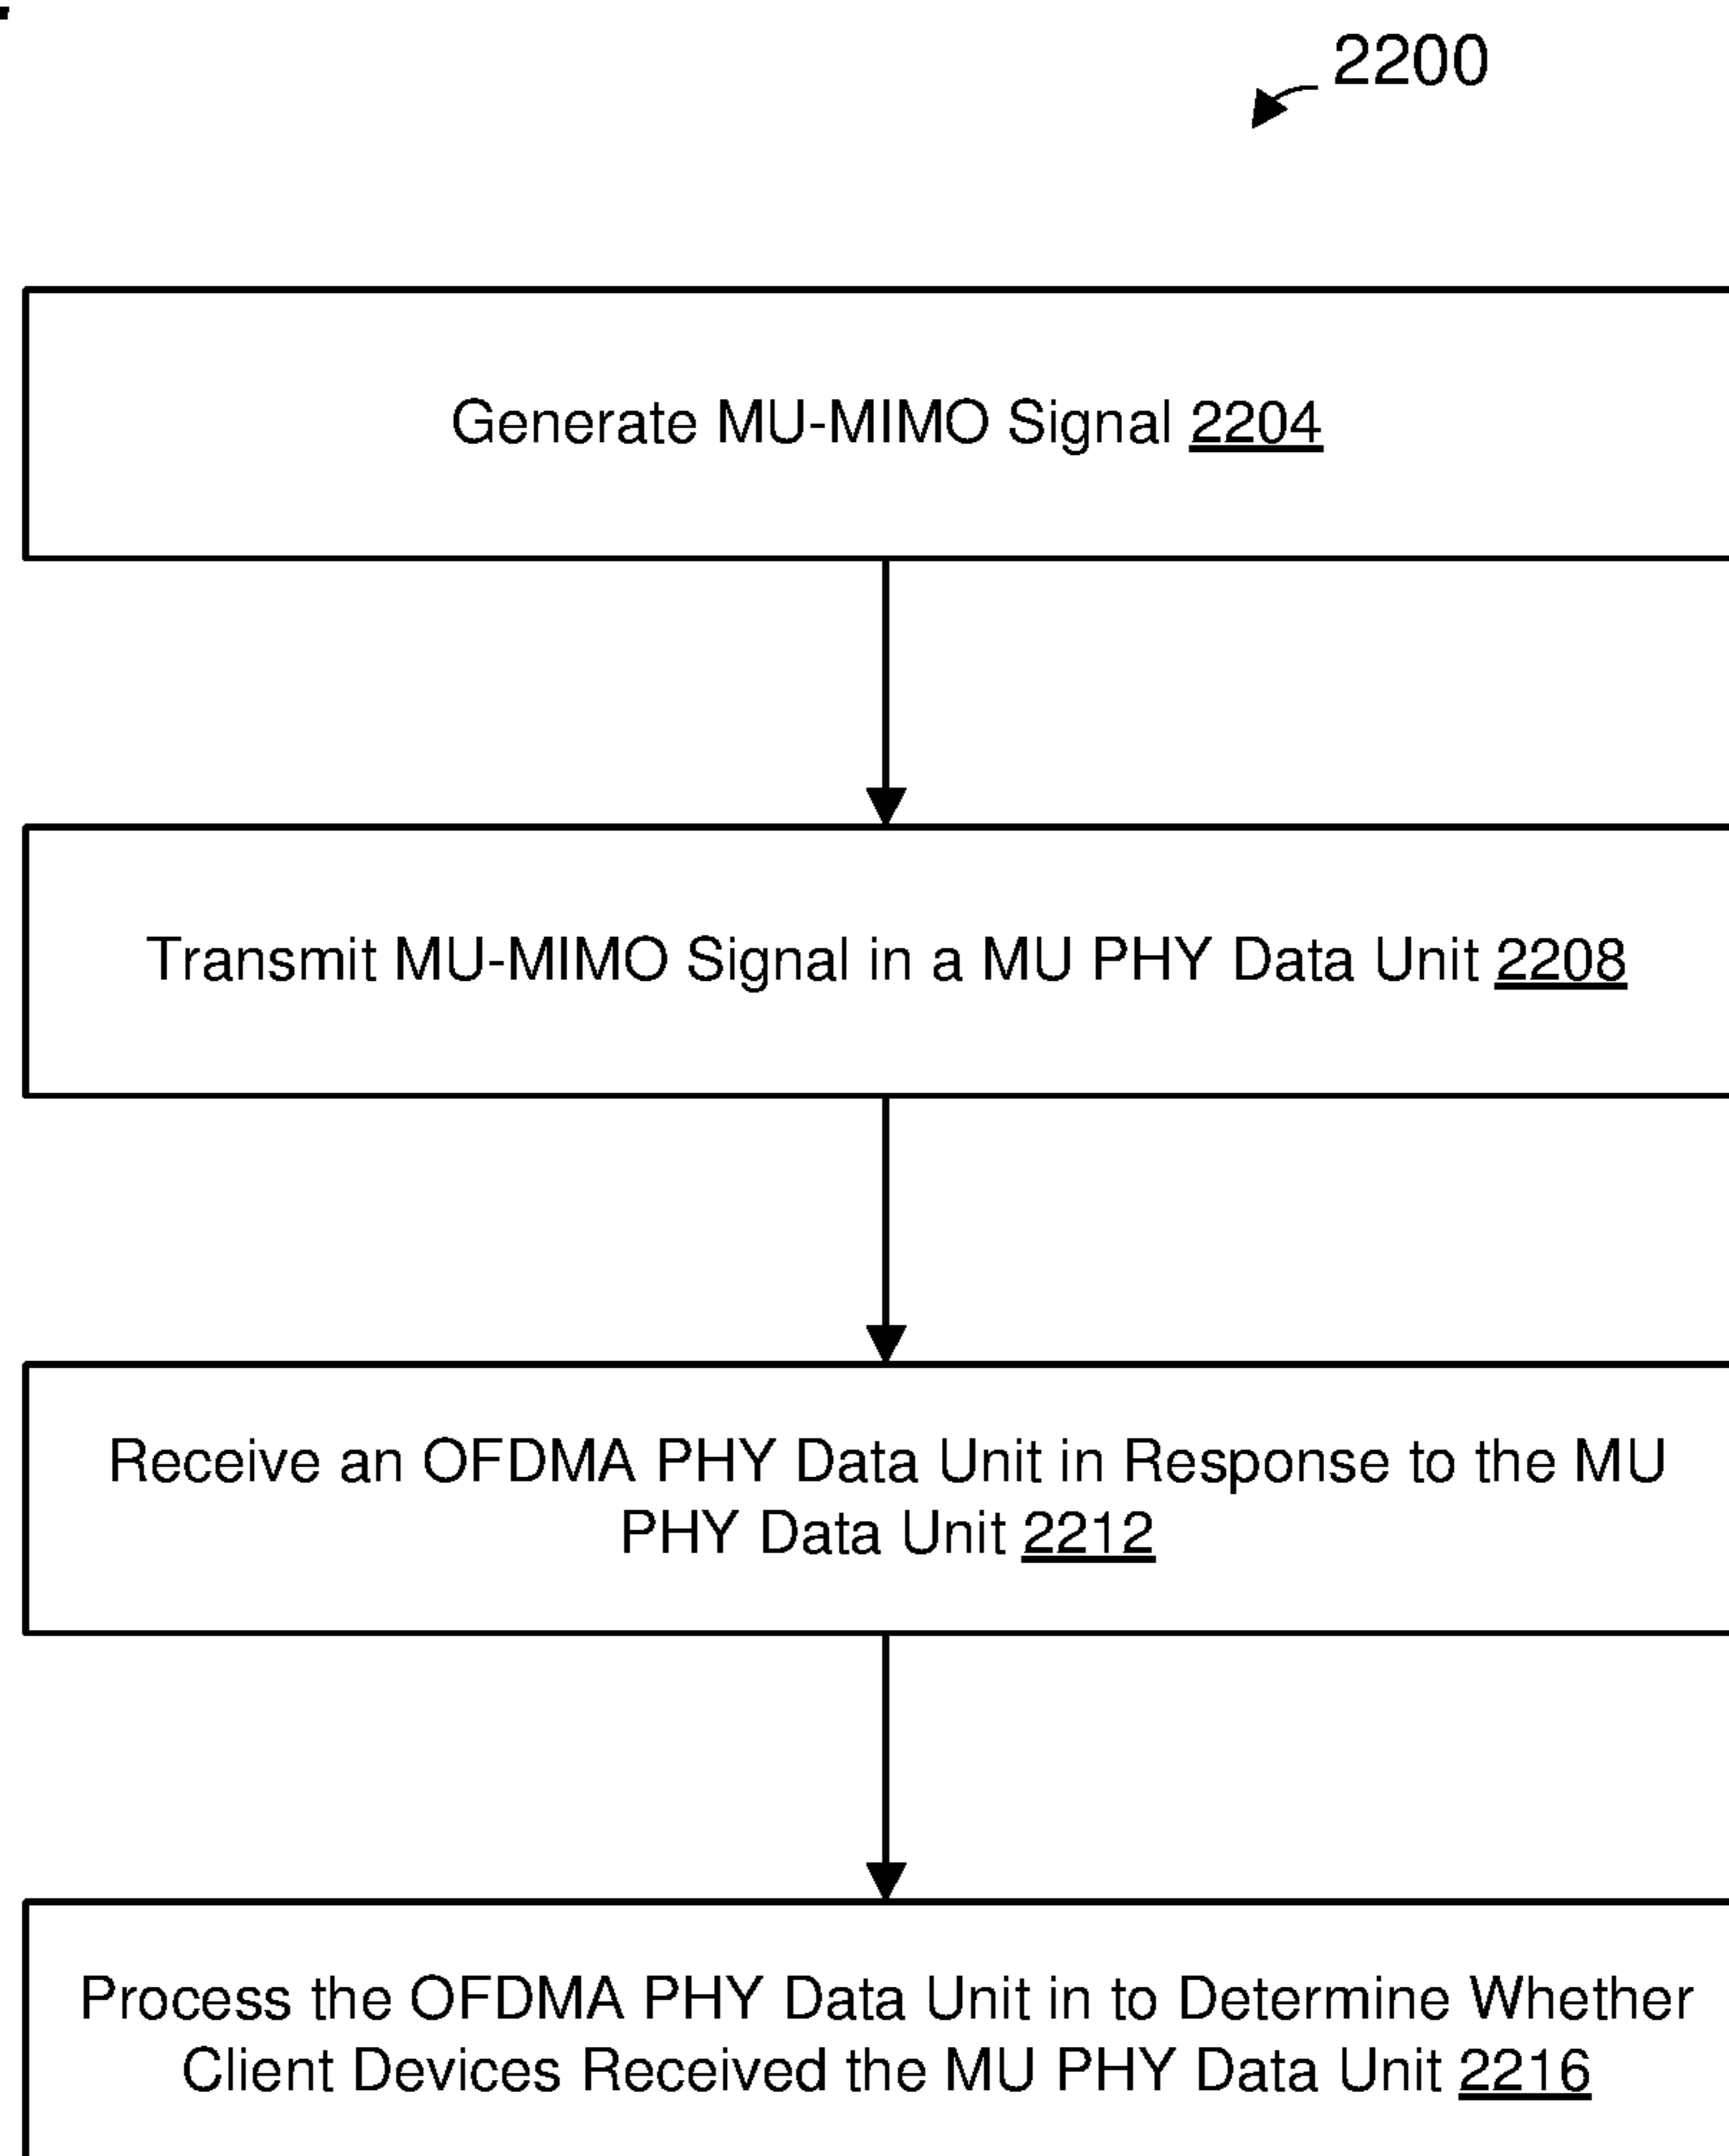 2200
Generate MU-MIMO Signal 2204
Transmit MU-MIMO Signal in a MU PHY Data Unit 2208
Receive an OFDMA PHY Data Unit in Response to the MU
PHY Data Unit 2212
Process the OFDMA PHY Data Unit in to Determine Whether
Client Devices Received the MU PHY Data Unit 2216